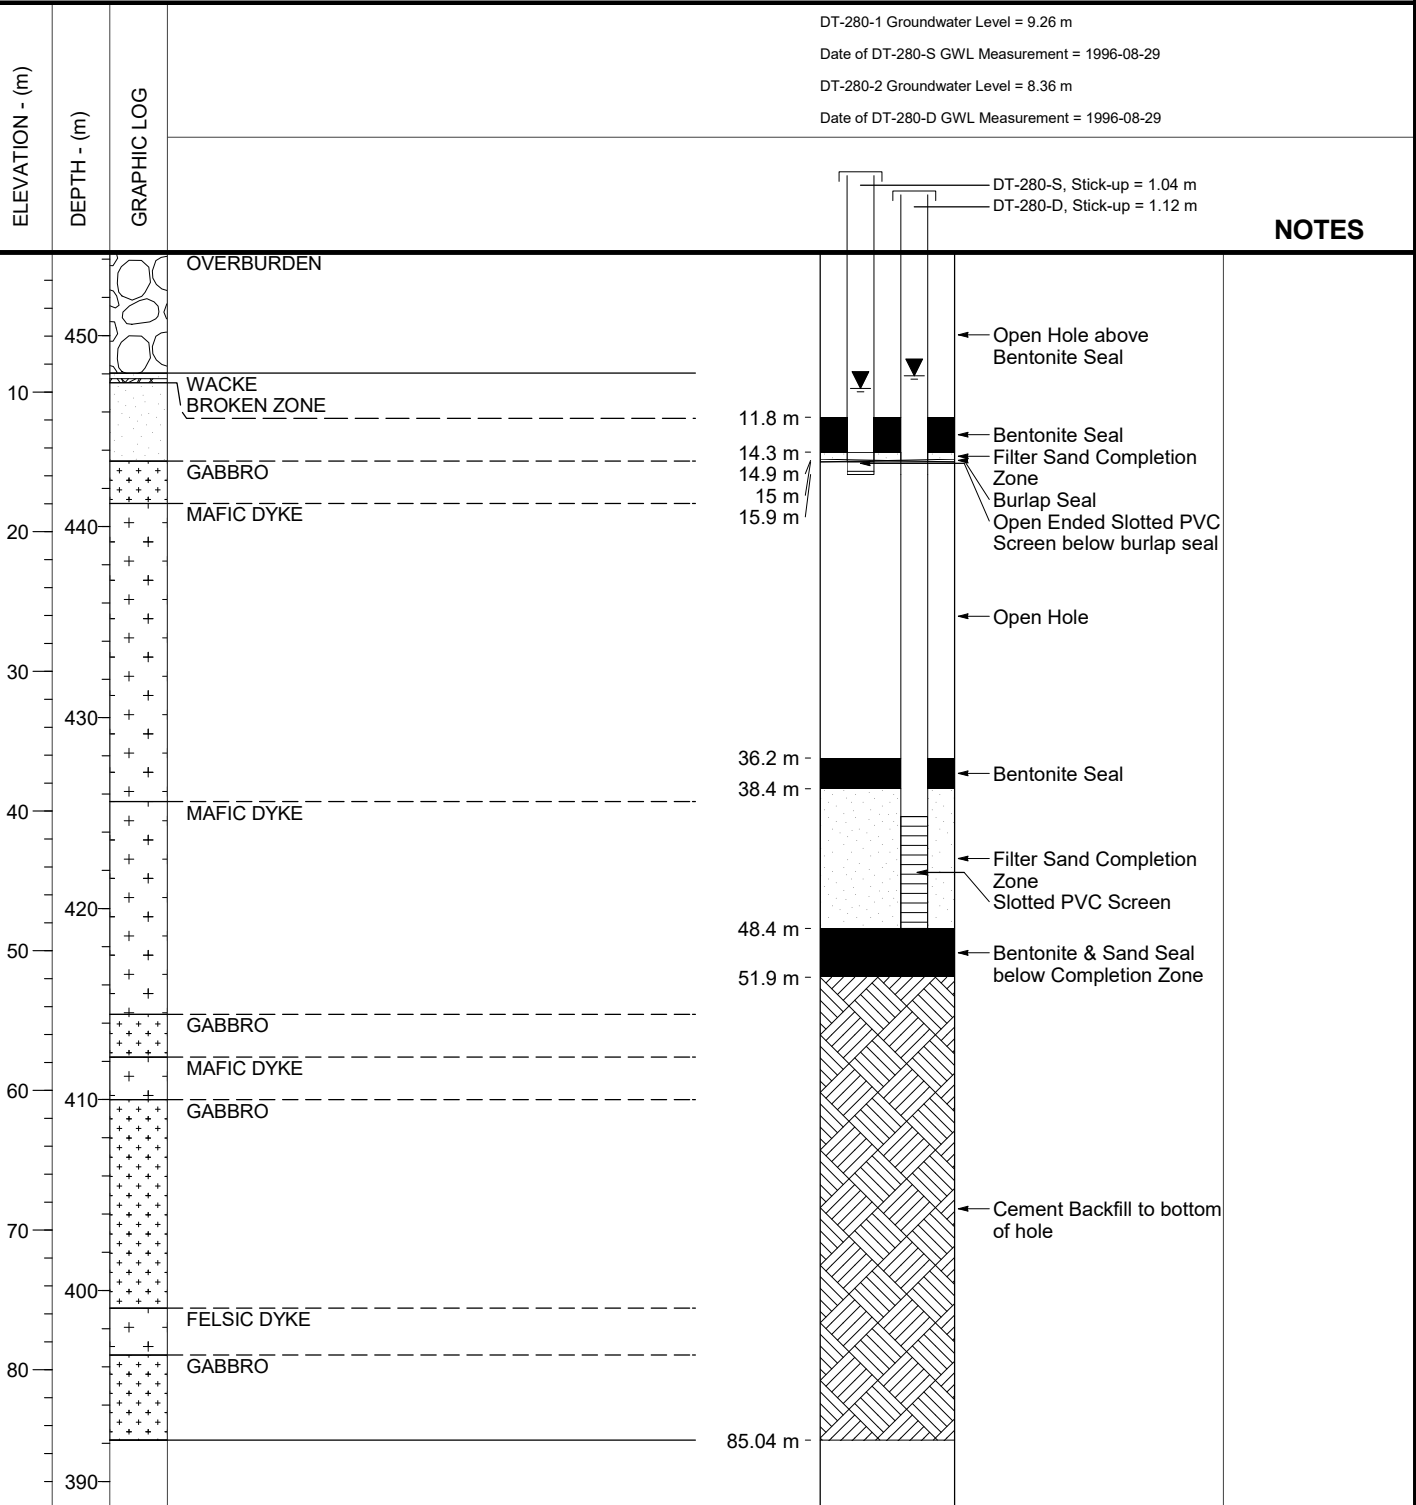 DT-280-1 Groundwater Level = 9.26 m
Date of DT-280-S GWL Measurement = 1996-08-29
DT-280-2 Groundwater Level = 8.36 m
Date of DT-280-D GWL Measurement = 1996-08-29
ELEVATION - (m)
DEPTH - (m)
GRAPHIC LOG
DT-280-S, Stick-up = 1.04 m
DT-280-D, Stick-up = 1.12 m
NOTES
OVERBURDEN
450
Open Hole above
Bentonite Seal
WACKE
10
BROKEN ZONE
11.8 m
Bentonite Seal
14.3 m
Filter Sand Completion
Zone
GABBRO
14.9 m
15 m
Burlap Seal
MAFIC DYKE
15.9 m
Open Ended Slotted PVC
Screen below burlap seal
440
20
Open Hole
30
430
36.2 m
Bentonite Seal
38.4 m
40
MAFIC DYKE
Filter Sand Completion
Zone
Slotted PVC Screen
420
48.4 m
50
Bentonite & Sand Seal
below Completion Zone
51.9 m
GABBRO
MAFIC DYKE
60
410
GABBRO
Cement Backfill to bottom
of hole
70
400
FELSIC DYKE
80
GABBRO
85.04 m
390